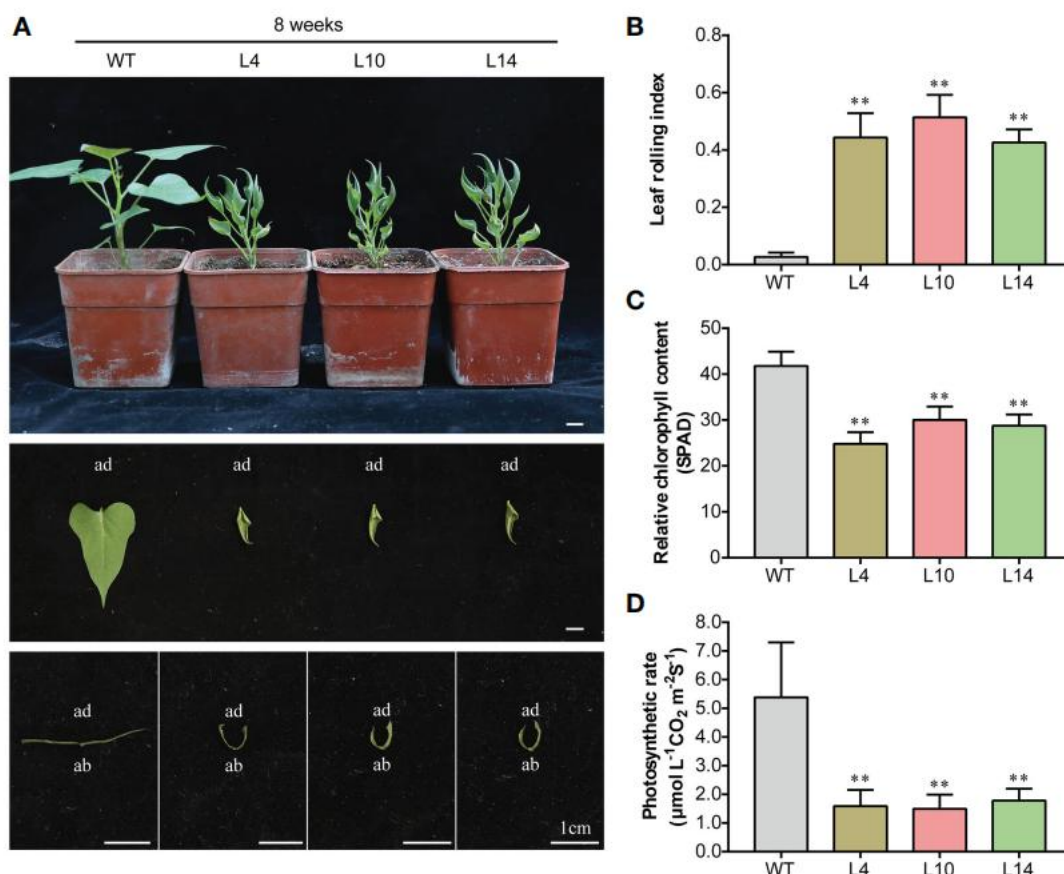 A
8 weeks
WT L4 L10 L14
ad ad ad ad
ad ad ad ad
ab ab ab ab
1cm
B
Leaf rolling index
0.8
0.6
0.4
0.2
0.0
** ** **
WT L4 L10 L14
C
Relative chlorophyll content
(SPAD)
50
40
30
20
10
0
** ** **
WT L4 L10 L14
D
Photosynthetic rate
(μmol L⁻¹CO₂ m⁻²S⁻¹)
8.0
7.0
6.0
5.0
4.0
3.0
2.0
1.0
0.0
** ** **
WT L4 L10 L14